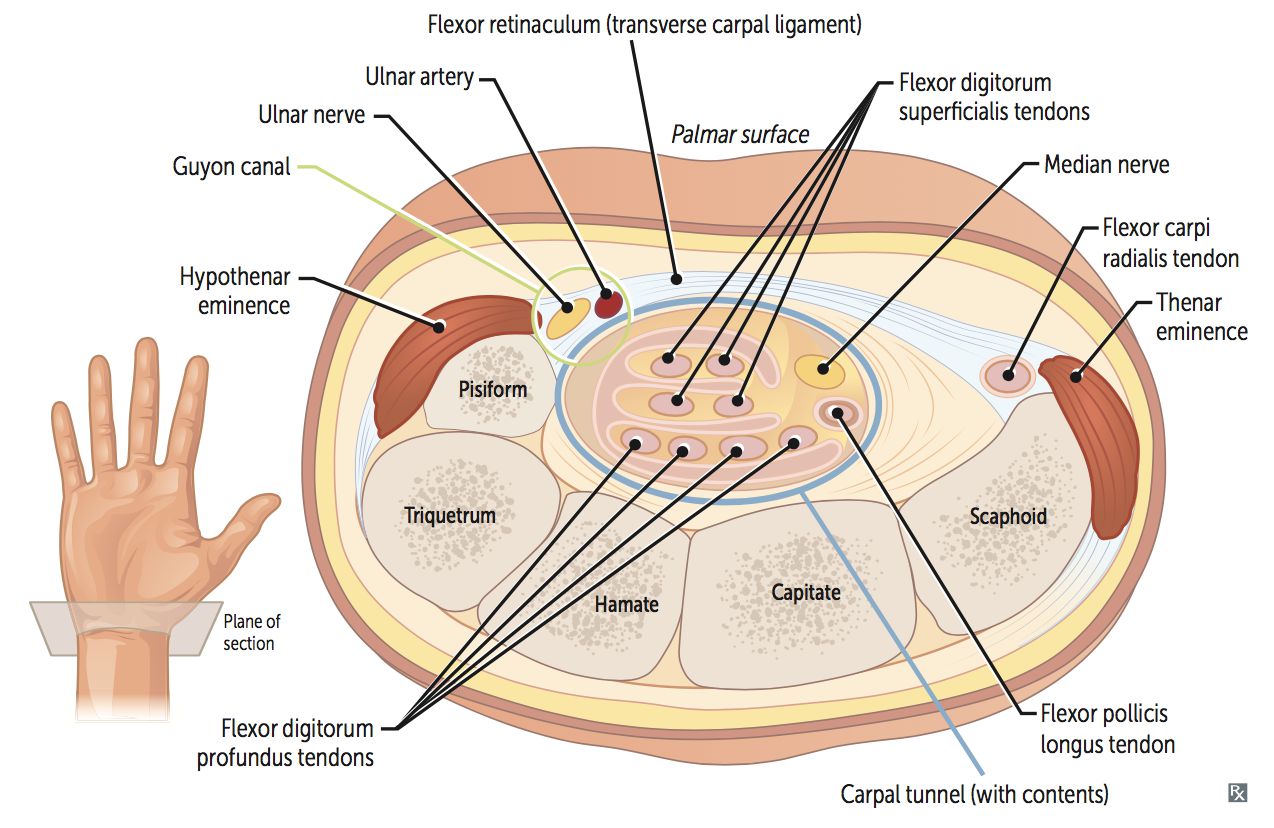 Flexor retinaculum (transverse carpal ligament)
Ulnar artery
Flexor digitorum
superficialis tendons
Ulnar nerve
Palmar surface
Guyon canal
Median nerve
Flexor carpi
radialis tendon
Hypothenar
eminence
Thenar
eminence
Pisiform
Triquetrum
Scaphoid
Hamate
Capitate
Plane of
section
Flexor digitorum
profundus tendons
Flexor pollicis
longus tendon
Carpal tunnel (with contents)
Rx